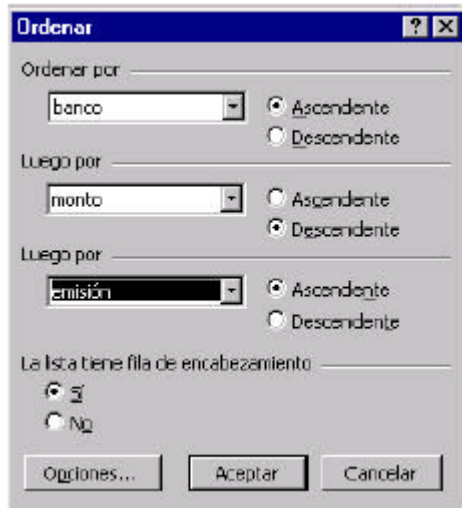 Ordenar
Ordenar por
banco
Ascendente
Descendente
Luego por
monto
Ascendente
Descendente
Luego por
emisión
Ascendente
Descendente
La lista tiene fila de encabezamiento
Sí
No
Opciones... Aceptar Cancelar